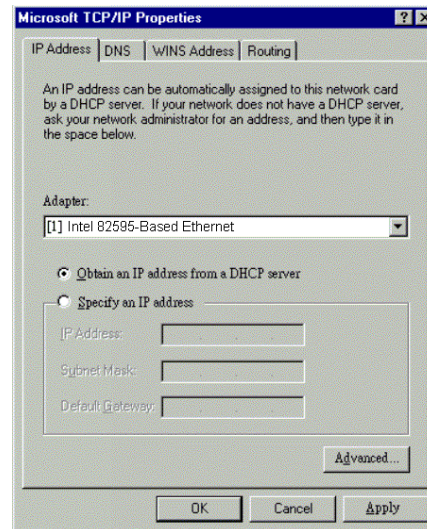 Microsoft TCP/IP Properties
IP Address DNS WINS Address Routing
An IP address can be automatically assigned to this network card
by a DHCP server. If your network does not have a DHCP server,
ask your network administrator for an address, and then type it in
the space below.
Adapter:
[1] Intel 82595-Based Ethernet
Obtain an IP address from a DHCP server
Specify an IP address
IP Address:
Subnet Mask:
Default Gateway:
Advanced...
OK Cancel Apply